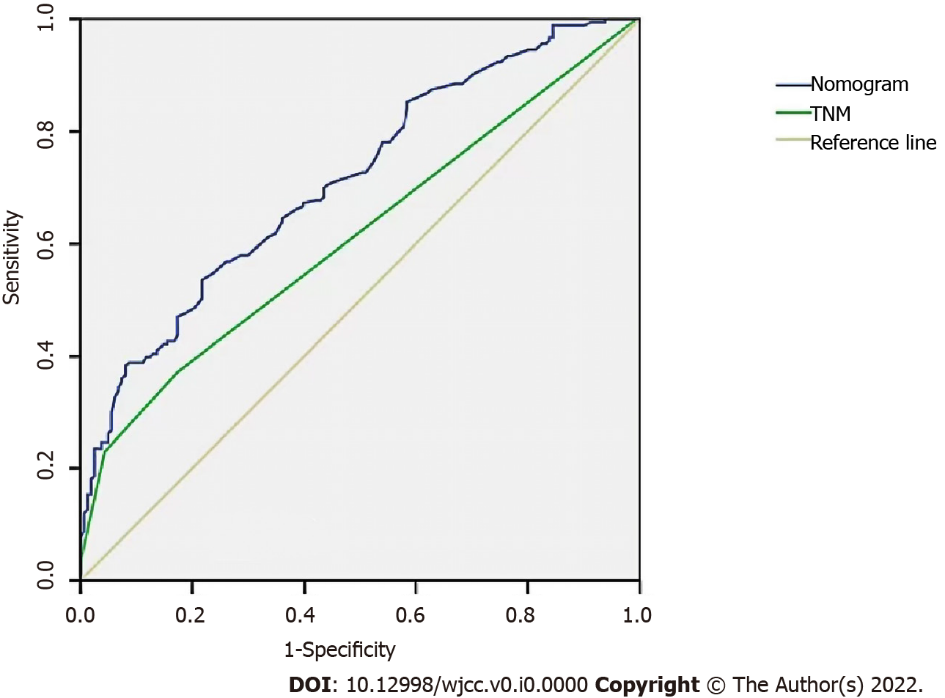 1.0
0.8
0.6
0.4
0.2
0.0
Sensitivity
0.0 0.2 0.4 0.6 0.8 1.0
1-Specificity
Nomogram
TNM
Reference line
DOI: 10.12998/wjcc.v0.i0.0000 Copyright © The Author(s) 2022.